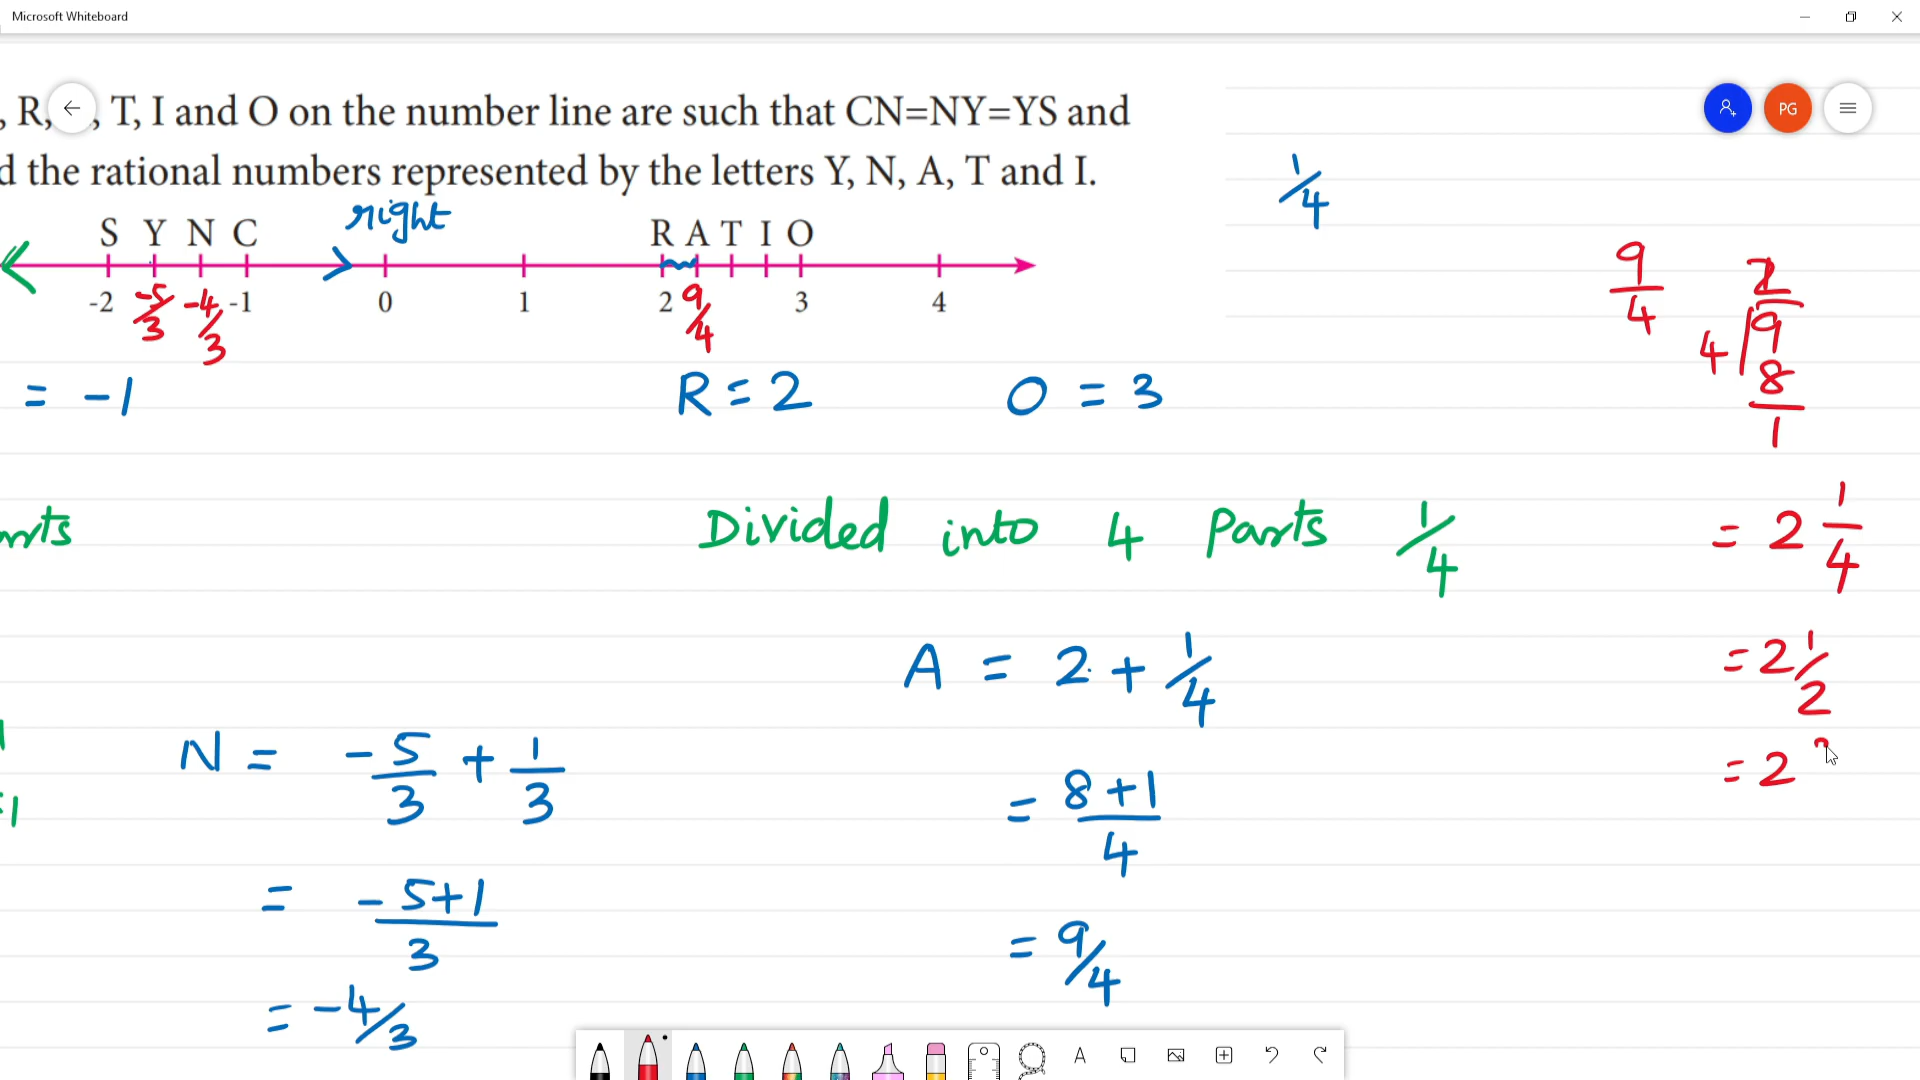 Microsoft Whiteboard
, R, , T, I and O on the number line are such that CN=NY=YS and
d the rational numbers represented by the letters Y, N, A, T and I.
PG
1/4
right
S Y N C R A T I O
-2 -5/3 -4/3 -1 0 1 2 9/4 3 4
9/4
2
4 9
8
1
= -1 R = 2 O = 3
Divided into 4 Parts 1/4
= 2 1/4
A = 2 + 1/4
= 2 1/2
N = -5/3 + 1/3
= 2
= 8+1/4
= -5+1/3
= 9/4
= -4/3
A